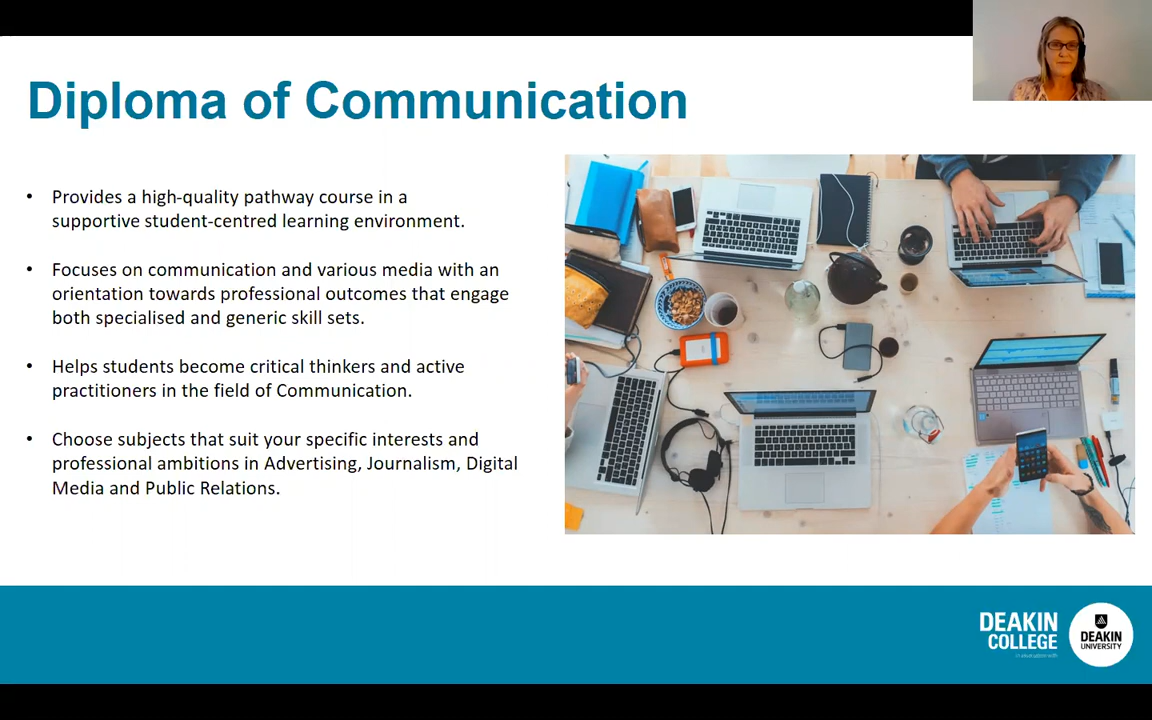 Diploma of Communication
• Provides a high-quality pathway course in a
supportive student-centred learning environment.
• Focuses on communication and various media with an
orientation towards professional outcomes that engage
both specialised and generic skill sets.
• Helps students become critical thinkers and active
practitioners in the field of Communication.
• Choose subjects that suit your specific interests and
professional ambitions in Advertising, Journalism, Digital
Media and Public Relations.
DEAKIN
COLLEGE
DEAKIN
UNIVERSITY